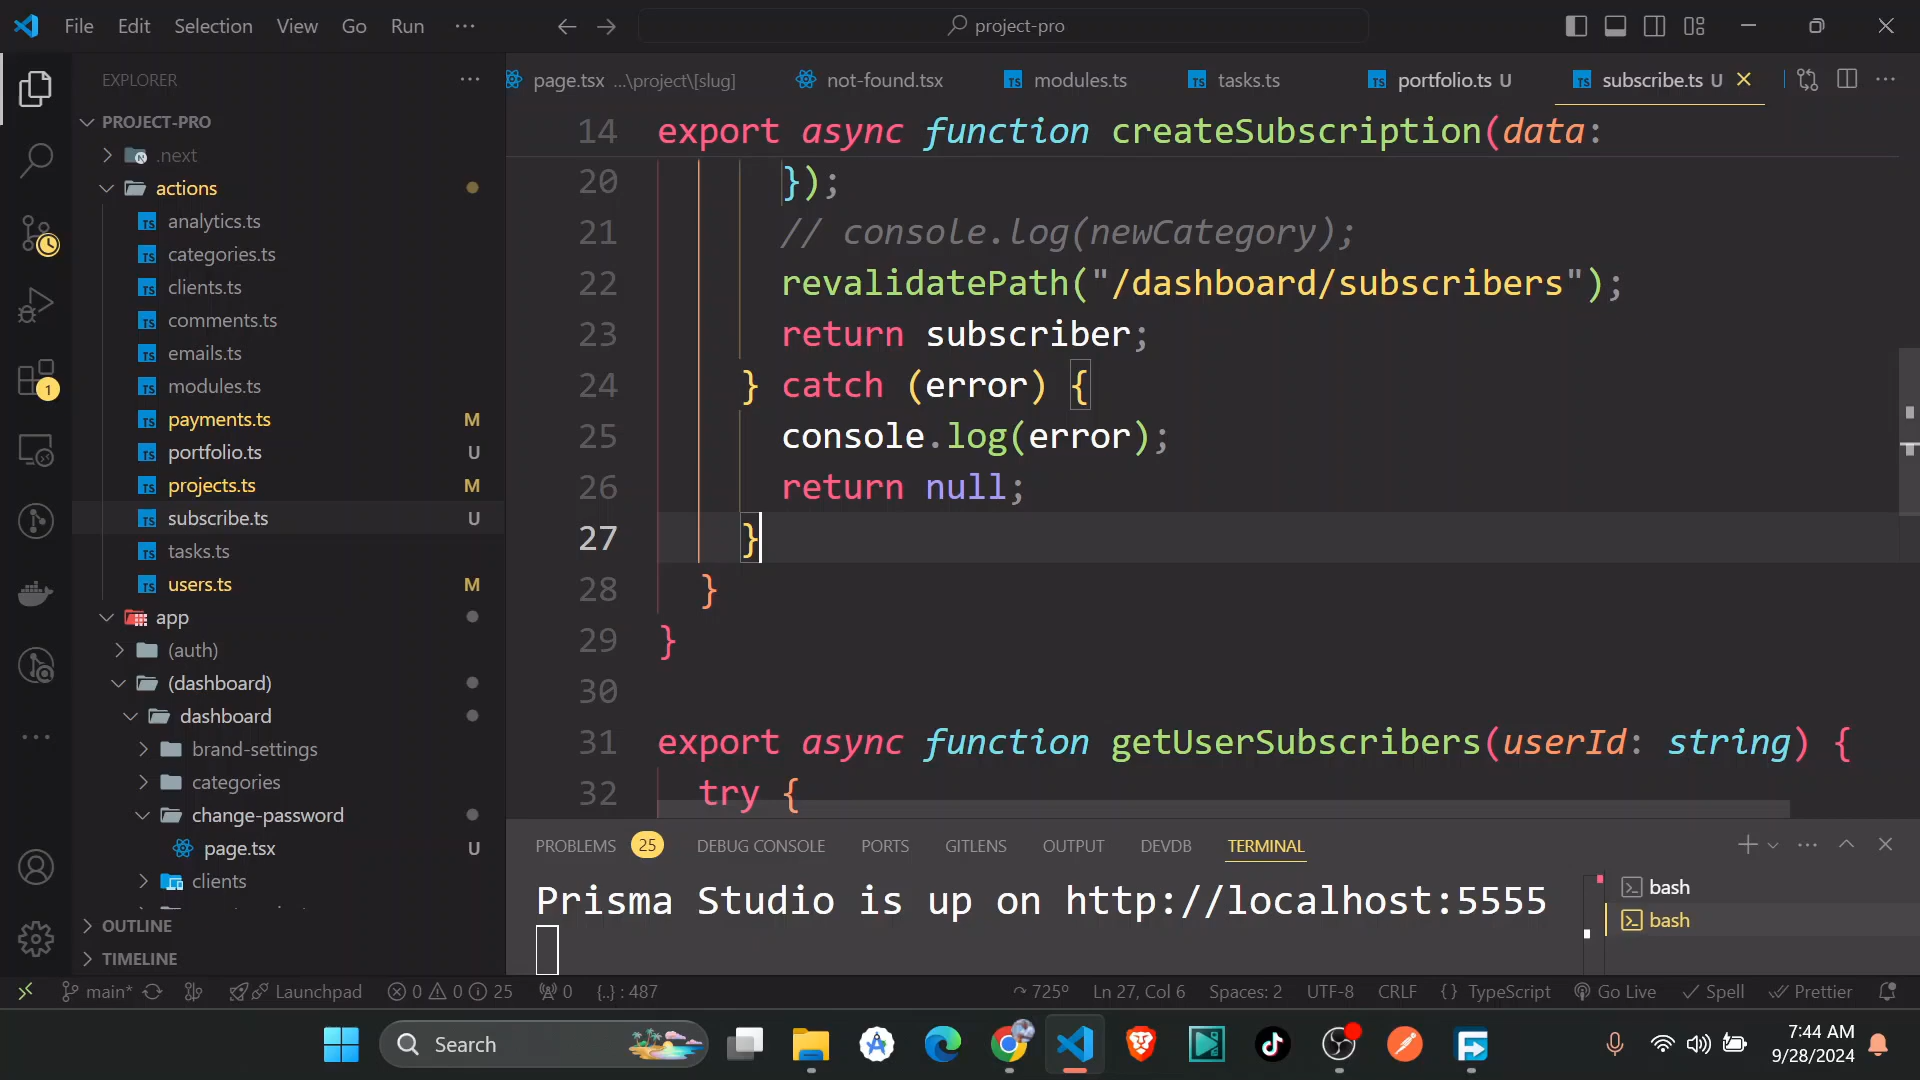 File Edit Selection View Go Run
project-pro
EXPLORER
page.tsx ...\project\[slug]
not-found.tsx
modules.ts
tasks.ts
portfolio.ts U
subscribe.ts U
PROJECT-PRO
.next
actions
analytics.ts
categories.ts
clients.ts
comments.ts
emails.ts
modules.ts
payments.ts M
portfolio.ts U
projects.ts M
subscribe.ts U
tasks.ts
users.ts M
app
(auth)
(dashboard)
dashboard
brand-settings
categories
change-password
page.tsx U
clients
OUTLINE
TIMELINE
1
14 export async function createSubscription(data:
20 });
21 // console.log(newCategory);
22 revalidatePath("/dashboard/subscribers");
23 return subscriber;
24 } catch (error) {
25 console.log(error);
26 return null;
27 }
28 }
29 }
30
31 export async function getUserSubscribers(userId: string) {
32 try {
PROBLEMS 25 DEBUG CONSOLE PORTS GITLENS OUTPUT DEVDB TERMINAL
Prisma Studio is up on http://localhost:5555
bash
bash
main* Launchpad 0 0 25 0 {..} : 487 725° Ln 27, Col 6 Spaces: 2 UTF-8 CRLF {} TypeScript Go Live Spell Prettier
Search
7:44 AM
9/28/2024